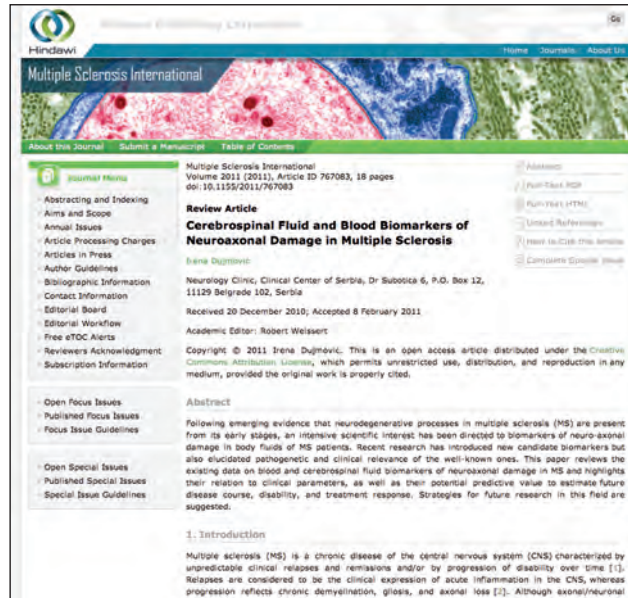 Hindawi Publishing Corporation
Go
Hindawi
Home Journals About Us
Multiple Sclerosis International
About this Journal Submit a Manuscript Table of Contents
Journal Menu
Abstracting and Indexing
Aims and Scope
Annual Issues
Article Processing Charges
Articles in Press
Author Guidelines
Bibliographic Information
Contact Information
Editorial Board
Editorial Workflow
Free eTOC Alerts
Reviewers Acknowledgment
Subscription Information
Open Focus Issues
Published Focus Issues
Focus Issue Guidelines
Open Special Issues
Published Special Issues
Special Issue Guidelines
Multiple Sclerosis International
Volume 2011 (2011), Article ID 767083, 18 pages
doi:10.1155/2011/767083
Review Article
Cerebrospinal Fluid and Blood Biomarkers of
Neuroaxonal Damage in Multiple Sclerosis
Irena Dujmovic
Neurology Clinic, Clinical Center of Serbia, Dr Subotica 6, P.O. Box 12,
11129 Belgrade 102, Serbia
Received 20 December 2010; Accepted 8 February 2011
Academic Editor: Robert Weissert
Copyright © 2011 Irena Dujmovic. This is an open access article distributed under the Creative
Commons Attribution License, which permits unrestricted use, distribution, and reproduction in any
medium, provided the original work is properly cited.
Abstract
Following emerging evidence that neurodegenerative processes in multiple sclerosis (MS) are present
from its early stages, an intensive scientific interest has been directed to biomarkers of neuro-axonal
damage in body fluids of MS patients. Recent research has introduced new candidate biomarkers but
also elucidated pathogenetic and clinical relevance of the well-known ones. This paper reviews the
existing data on blood and cerebrospinal fluid biomarkers of neuroaxonal damage in MS and highlights
their relation to clinical parameters, as well as their potential predictive value to estimate future
disease course, disability, and treatment response. Strategies for future research in this field are
suggested.
1. Introduction
Multiple sclerosis (MS) is a chronic disease of the central nervous system (CNS) characterized by
unpredictable clinical relapses and remissions and/or by progression of disability over time [1].
Relapses are considered to be the clinical expression of acute inflammation in the CNS, whereas
progression reflects chronic demyelination, gliosis, and axonal loss [2]. Although axonal/neuronal
Abstract
Full-Text PDF
Full-Text HTML
Linked References
How to Cite this Article
Complete Special Issue